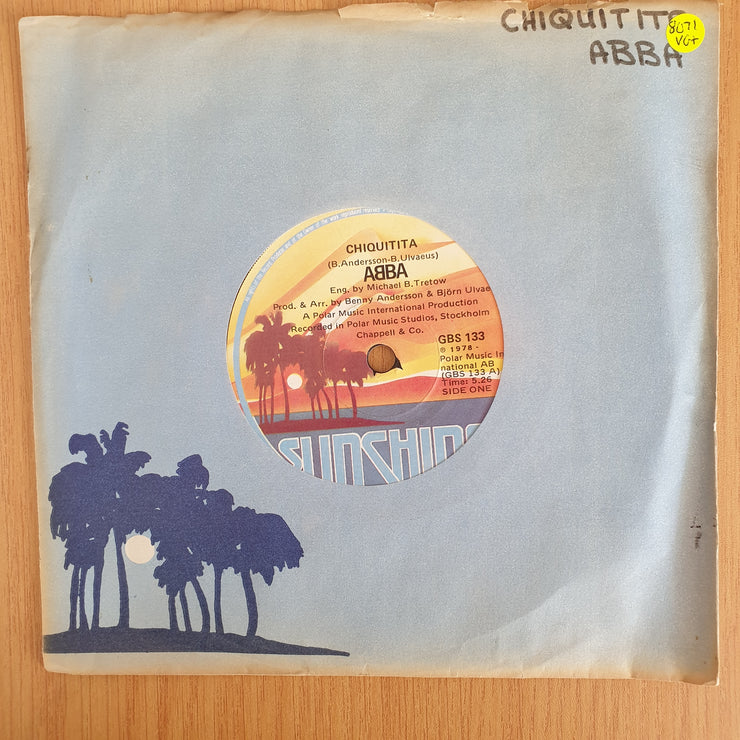 CHIQUITITA
ABBA
8071
VG+
CHIQUITITA
(B.Andersson-B.Ulvaeus)
ABBA
Eng. by Michael B.Tretow
Prod. & Arr. by Benny Andersson & Björn Ulvae
A Polar Music International Production
Recorded in Polar Music Studios, Stockholm
Chappell & Co.
GBS 133
℗ 1978 -
Polar Music In
national AB
(GBS 133 A)
Time: 5.26
SIDE ONE
SUNSHINE